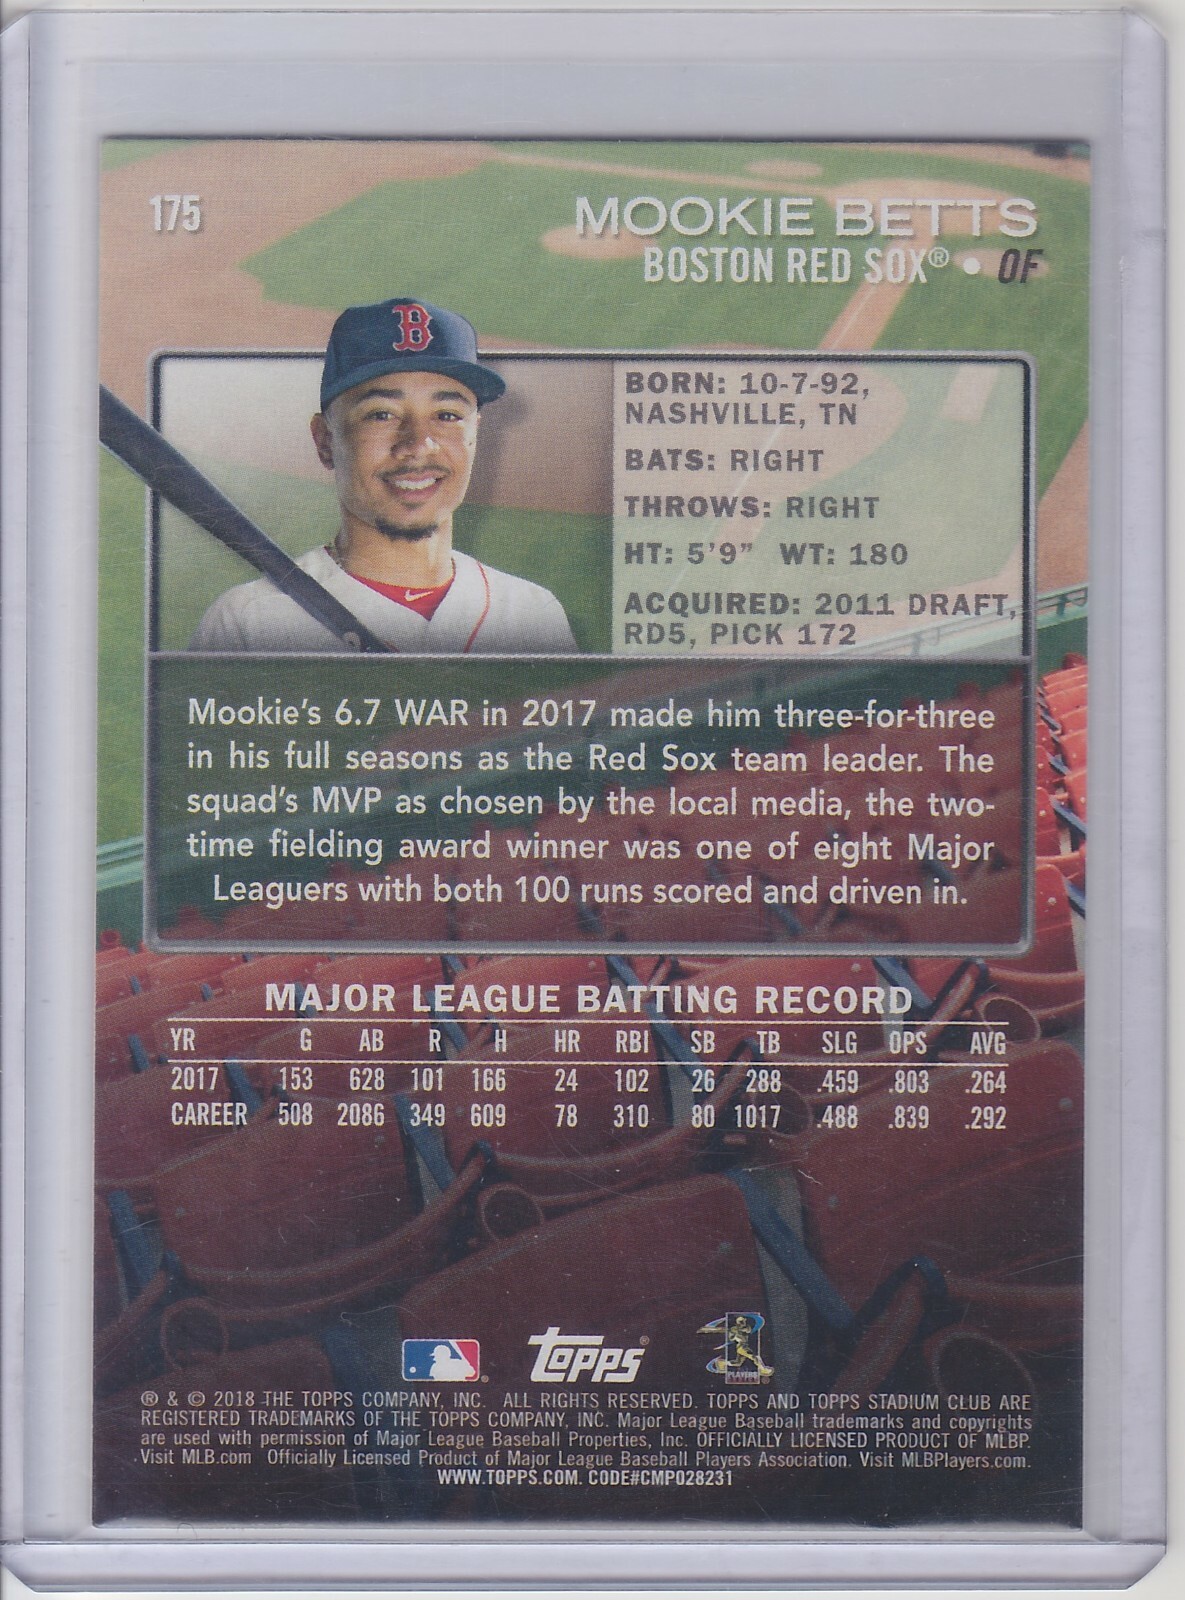 175
MOOKIE BETTS
BOSTON RED SOX® • OF
B
BORN: 10-7-92,
NASHVILLE, TN
BATS: RIGHT
THROWS: RIGHT
HT: 5'9" WT: 180
ACQUIRED: 2011 DRAFT,
RD5, PICK 172
Mookie's 6.7 WAR in 2017 made him three-for-three
in his full seasons as the Red Sox team leader. The
squad's MVP as chosen by the local media, the two-
time fielding award winner was one of eight Major
Leaguers with both 100 runs scored and driven in.
MAJOR LEAGUE BATTING RECORD
YR G AB R H HR RBI SB TB SLG OPS AVG
2017 153 628 101 166 24 102 26 288 .459 .803 .264
CAREER 508 2086 349 609 78 310 80 1017 .488 .839 .292
topps®
PLAYERS
® & © 2018 THE TOPPS COMPANY, INC. ALL RIGHTS RESERVED. TOPPS AND TOPPS STADIUM CLUB ARE
REGISTERED TRADEMARKS OF THE TOPPS COMPANY, INC. Major League Baseball trademarks and copyrights
are used with permission of Major League Baseball Properties, Inc. OFFICIALLY LICENSED PRODUCT OF MLBP.
Visit MLB.com Officially Licensed Product of Major League Baseball Players Association. Visit MLBPlayers.com.
WWW.TOPPS.COM. CODE#CMP028231